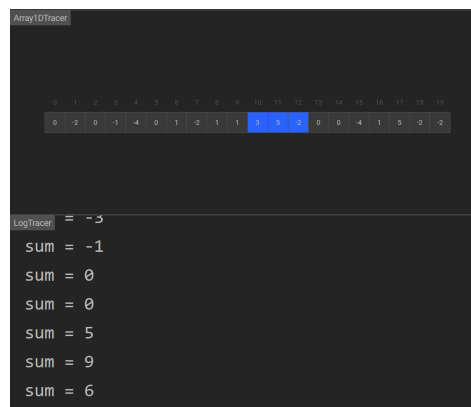 Array1DTracer
0 1 2 3 4 5 6 7 8 9 10 11 12 13 14 15 16 17 18 19
0 -2 0 -1 -4 0 1 -2 1 1 3 5 -2 0 0 -4 1 5 -2 -2
LogTracer
= -3
sum = -1
sum = 0
sum = 0
sum = 5
sum = 9
sum = 6